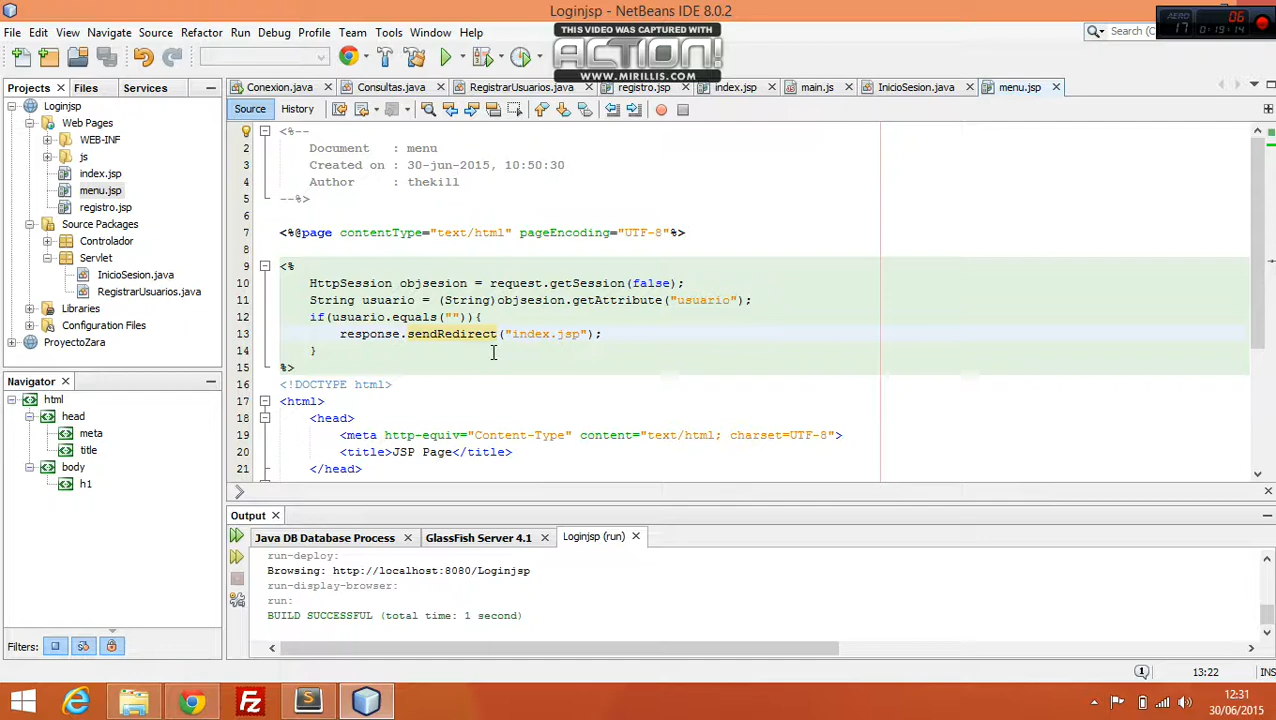 Loginjsp - NetBeans IDE 8.0.2
File Edit View Navigate Source Refactor Run Debug Profile Team Tools Window Help
THIS VIDEO WAS CAPTURED WITH
ACTION!
WWW.MIRILLIS.COM
AERO
17
06
0:19:14
Search (C
Projects
Files
Services
Conexion.java
Consultas.java
RegistrarUsuarios.java
registro.jsp
index.jsp
main.js
InicioSesion.java
menu.jsp
Source
History
Loginjsp
Web Pages
WEB-INF
js
index.jsp
menu.jsp
registro.jsp
Source Packages
Controlador
Servlet
InicioSesion.java
RegistrarUsuarios.java
Libraries
Configuration Files
ProyectoZara
Navigator
html
head
meta
title
body
h1
Filters:
<%--
2 Document : menu
3 Created on : 30-jun-2015, 10:50:30
4 Author : thekill
5 --%>
6
7 <%@page contentType="text/html" pageEncoding="UTF-8"%>
8
9 <%
10 HttpSession objsesion = request.getSession(false);
11 String usuario = (String)objsesion.getAttribute("usuario");
12 if(usuario.equals("")){
13 response.sendRedirect("index.jsp");
14 }
15 %>
16 <!DOCTYPE html>
17 <html>
18 <head>
19 <meta http-equiv="Content-Type" content="text/html; charset=UTF-8">
20 <title>JSP Page</title>
21 </head>
Output
Java DB Database Process
GlassFish Server 4.1
Loginjsp (run)
run-deploy:
Browsing: http://localhost:8080/Loginjsp
run-display-browser:
run:
BUILD SUCCESSFUL (total time: 1 second)
1
13:22
INS
12:31
30/06/2015